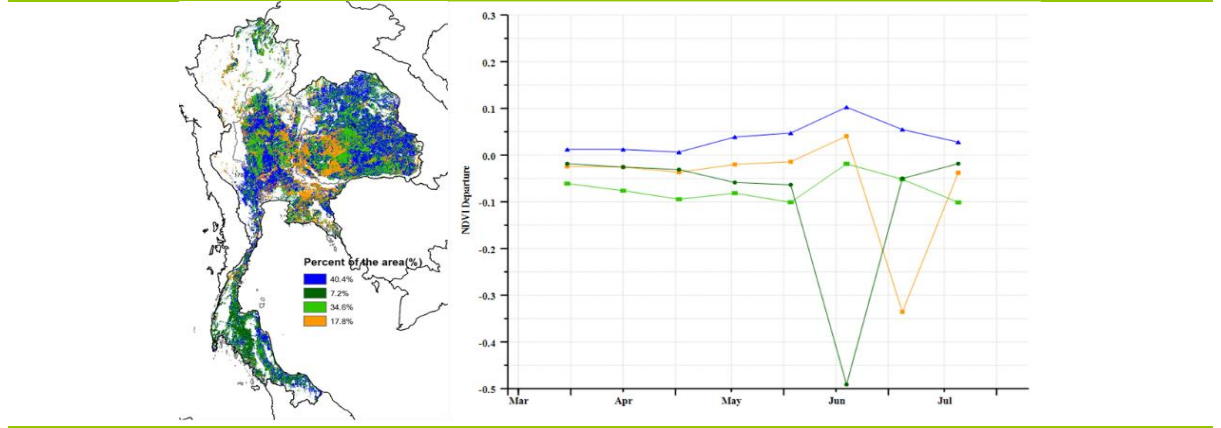 Percent of the area(%)
40.4%
7.2%
34.6%
17.8%
NDVI Departure
0.3
0.2
0.1
0.0
-0.1
-0.2
-0.3
-0.4
-0.5
Mar
Apr
May
Jun
Jul